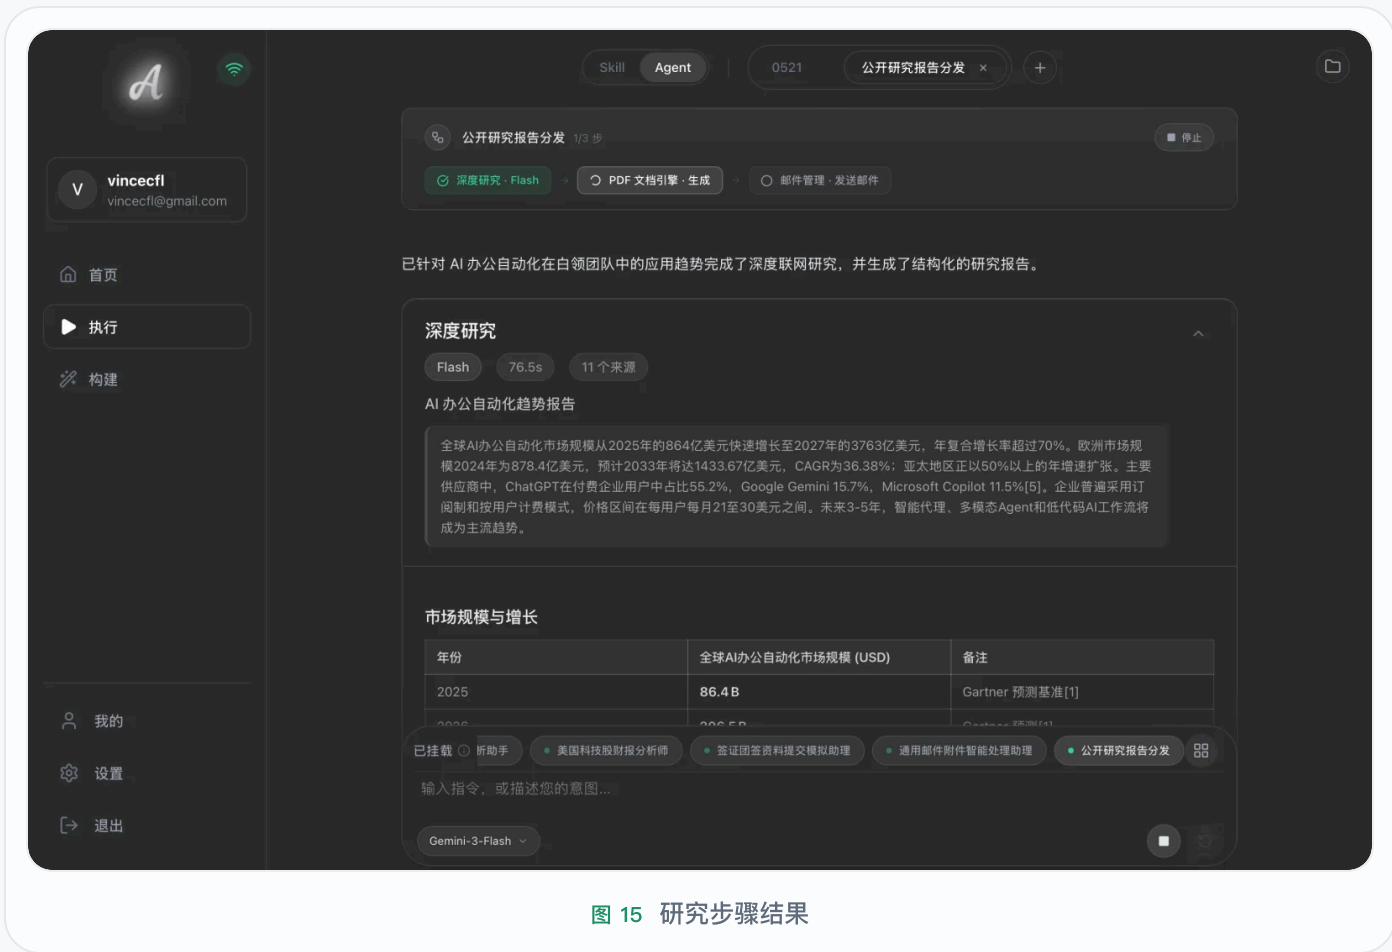 A
V
vincecfl
vincecfl@gmail.com
首页
执行
构建
我的
设置
退出
Skill Agent 0521 公开研究报告分发 × +
公开研究报告分发 1/3 步 停止
深度研究 · Flash → PDF 文档引擎 · 生成 → 邮件管理 · 发送邮件
已针对 AI 办公自动化在白领团队中的应用趋势完成了深度联网研究，并生成了结构化的研究报告。
深度研究
Flash 76.5s 11 个来源
AI 办公自动化趋势报告
全球AI办公自动化市场规模从2025年的864亿美元快速增长至2027年的3763亿美元，年复合增长率超过70%。欧洲市场规
模2024年为878.4亿美元，预计2033年将达1433.67亿美元，CAGR为36.38%；亚太地区正以50%以上的年增速扩张。主要
供应商中，ChatGPT在付费企业用户中占比55.2%，Google Gemini 15.7%，Microsoft Copilot 11.5%[5]。企业普遍采用订
阅制和按用户计费模式，价格区间在每用户每月21至30美元之间。未来3-5年，智能代理、多模态Agent和低代码AI工作流将
成为主流趋势。
市场规模与增长
年份 全球AI办公自动化市场规模 (USD) 备注
2025 86.4 B Gartner 预测基准[1]
2026 206.5 B Gartner 预测[1]
已挂载 析助手 美国科技股财报分析师 签证团签资料提交模拟助理 通用邮件附件智能处理助理 公开研究报告分发
输入指令，或描述您的意图...
Gemini-3-Flash
图 15 研究步骤结果